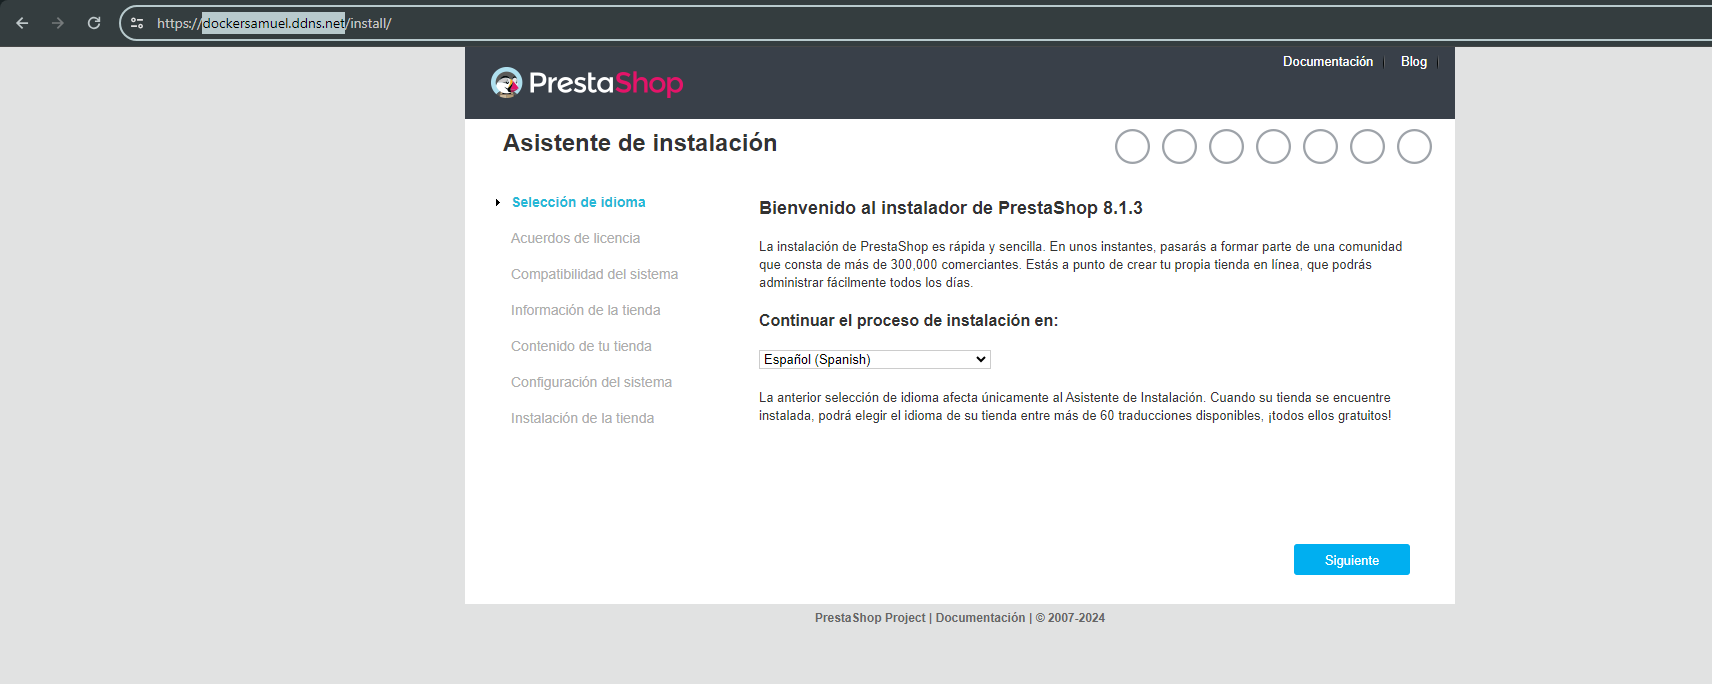 https://dockersamuel.ddns.net/install/
Documentación
Blog
PrestaShop
Asistente de instalación
Selección de idioma
Acuerdos de licencia
Compatibilidad del sistema
Información de la tienda
Contenido de tu tienda
Configuración del sistema
Instalación de la tienda
Bienvenido al instalador de PrestaShop 8.1.3
La instalación de PrestaShop es rápida y sencilla. En unos instantes, pasarás a formar parte de una comunidad
que consta de más de 300,000 comerciantes. Estás a punto de crear tu propia tienda en línea, que podrás
administrar fácilmente todos los días.
Continuar el proceso de instalación en:
Español (Spanish)
La anterior selección de idioma afecta únicamente al Asistente de Instalación. Cuando su tienda se encuentre
instalada, podrá elegir el idioma de su tienda entre más de 60 traducciones disponibles, ¡todos ellos gratuitos!
Siguiente
PrestaShop Project | Documentación | © 2007-2024